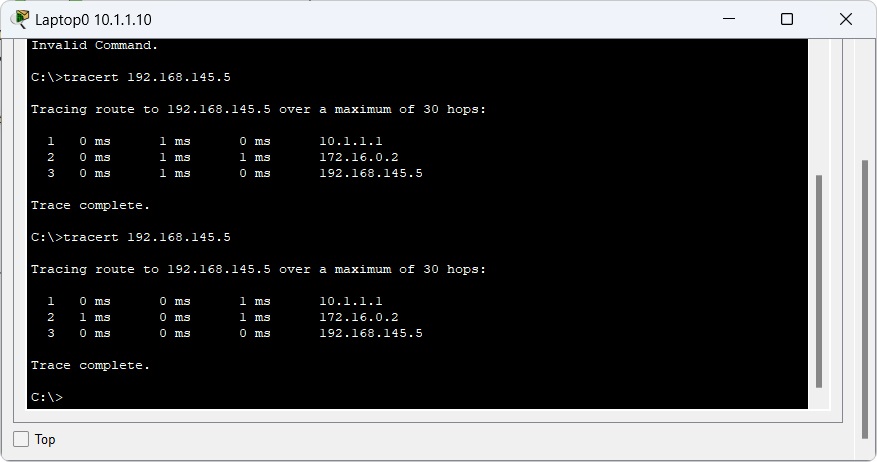 Laptop0 10.1.1.10
Invalid Command.
C:\>tracert 192.168.145.5
Tracing route to 192.168.145.5 over a maximum of 30 hops:
1 0 ms 1 ms 0 ms 10.1.1.1
2 0 ms 1 ms 1 ms 172.16.0.2
3 0 ms 1 ms 0 ms 192.168.145.5
Trace complete.
C:\>tracert 192.168.145.5
Tracing route to 192.168.145.5 over a maximum of 30 hops:
1 0 ms 0 ms 1 ms 10.1.1.1
2 1 ms 0 ms 1 ms 172.16.0.2
3 0 ms 0 ms 0 ms 192.168.145.5
Trace complete.
C:\>
Top